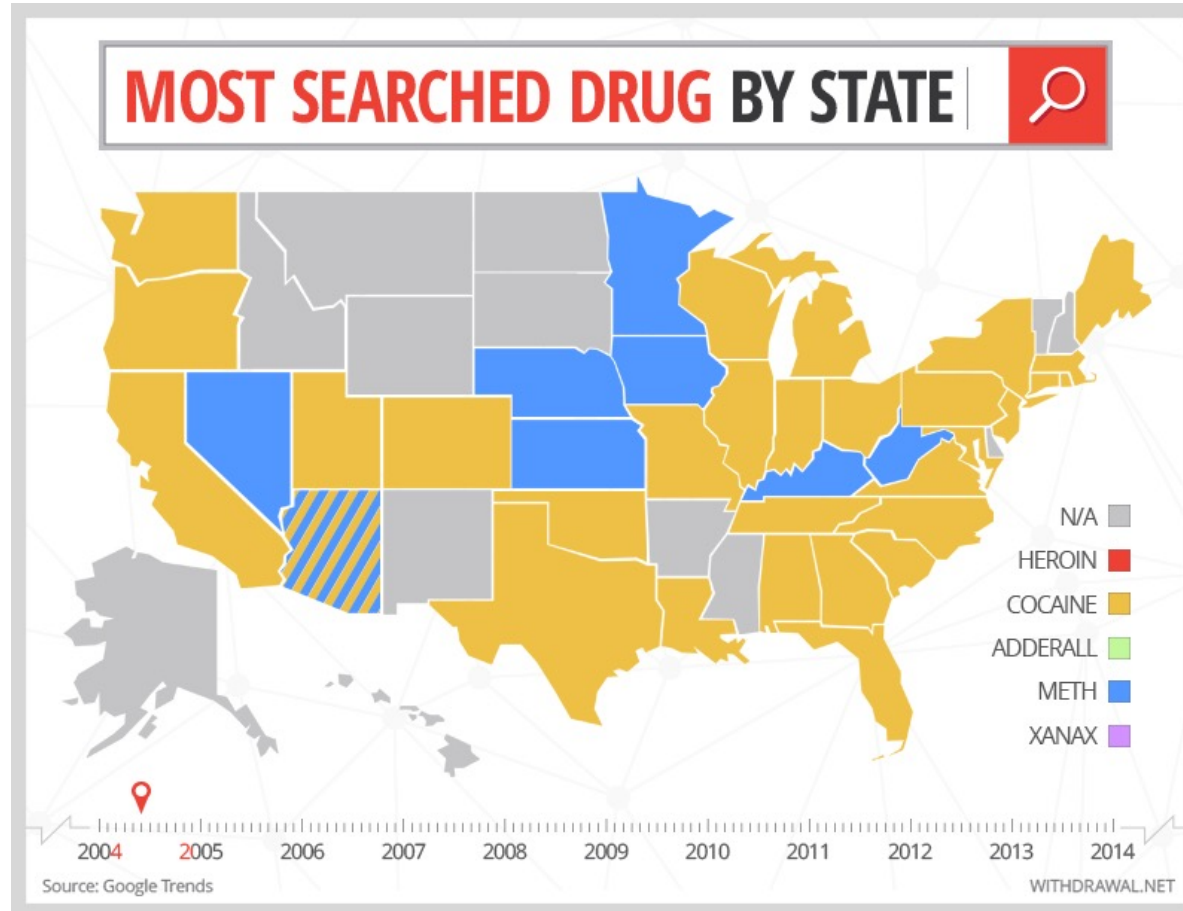 MOST SEARCHED DRUG BY STATE
N/A
HEROIN
COCAINE
ADDERALL
METH
XANAX
2004 2005 2006 2007 2008 2009 2010 2011 2012 2013 2014
Source: Google Trends
WITHDRAWAL.NET